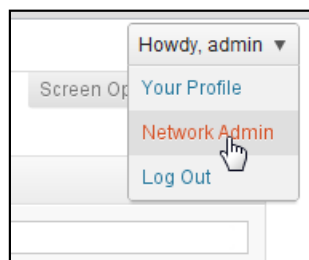 Howdy, admin ▼
Screen Op
Your Profile
Network Admin
Log Out